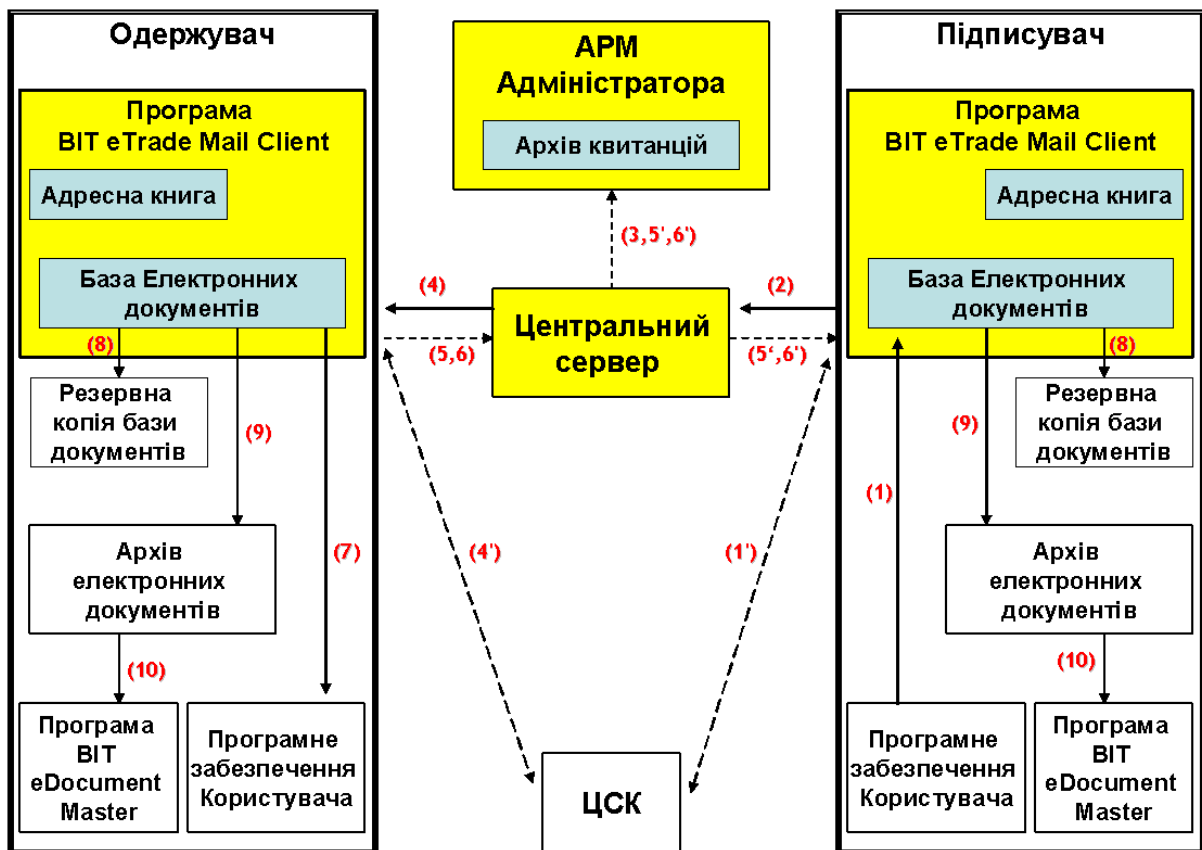 Одержувач
Програма
BIT eTrade Mail Client
Адресна книга
База Електронних
документів
(8)
Резервна
копія бази
документів
(9)
(7)
Архів
електронних
документів
(10)
Програма
BIT
eDocument
Master
Програмне
забезпечення
Користувача
АРМ
Адміністратора
Архів квитанцій
(3,5',6')
(4)
(2)
Центральний
сервер
(5,6)
(5‘,6')
(4')
(1')
ЦСК
Підписувач
Програма
BIT eTrade Mail Client
Адресна книга
База Електронних
документів
(8)
Резервна
копія бази
документів
(9)
(1)
Архів
електронних
документів
(10)
Програмне
забезпечення
Користувача
Програма
BIT
eDocument
Master